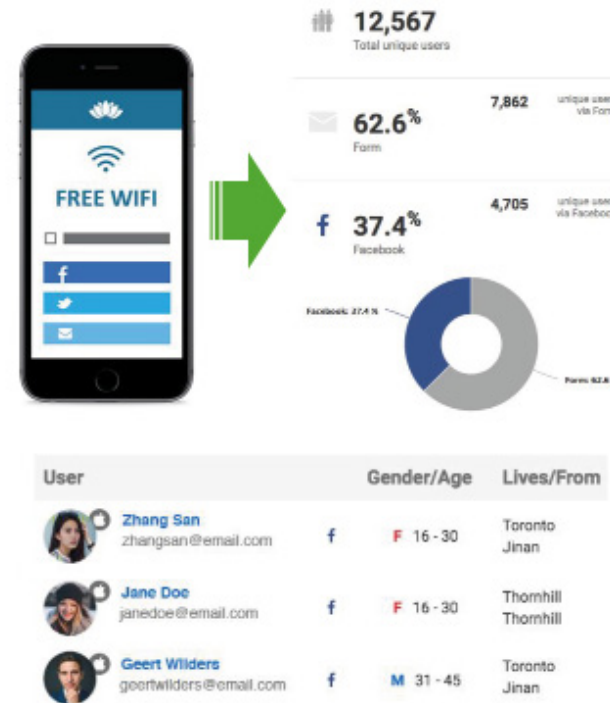 FREE WIFI
12,567
Total unique users
7,862
62.6%
Form
4,705
37.4%
Facebook
Facebook: 37.4 %
User Gender/Age Lives/From
Zhang San
zhangsan@email.com
F 16 - 30
Toronto
Jinan
Jane Doe
janedoe@email.com
F 16 - 30
Thornhill
Thornhill
Geert Wilders
geertwilders@email.com
M 31 - 45
Toronto
Jinan